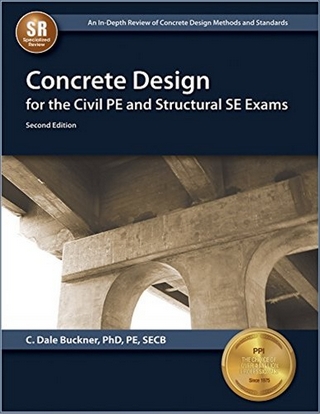 SR
Specialized
Review
An In-Depth Review of Concrete Design Methods and Standards
Concrete Design
for the Civil PE and Structural SE Exams
Second Edition
C. Dale Buckner, PhD, PE, SECB
PPI
Since 1975